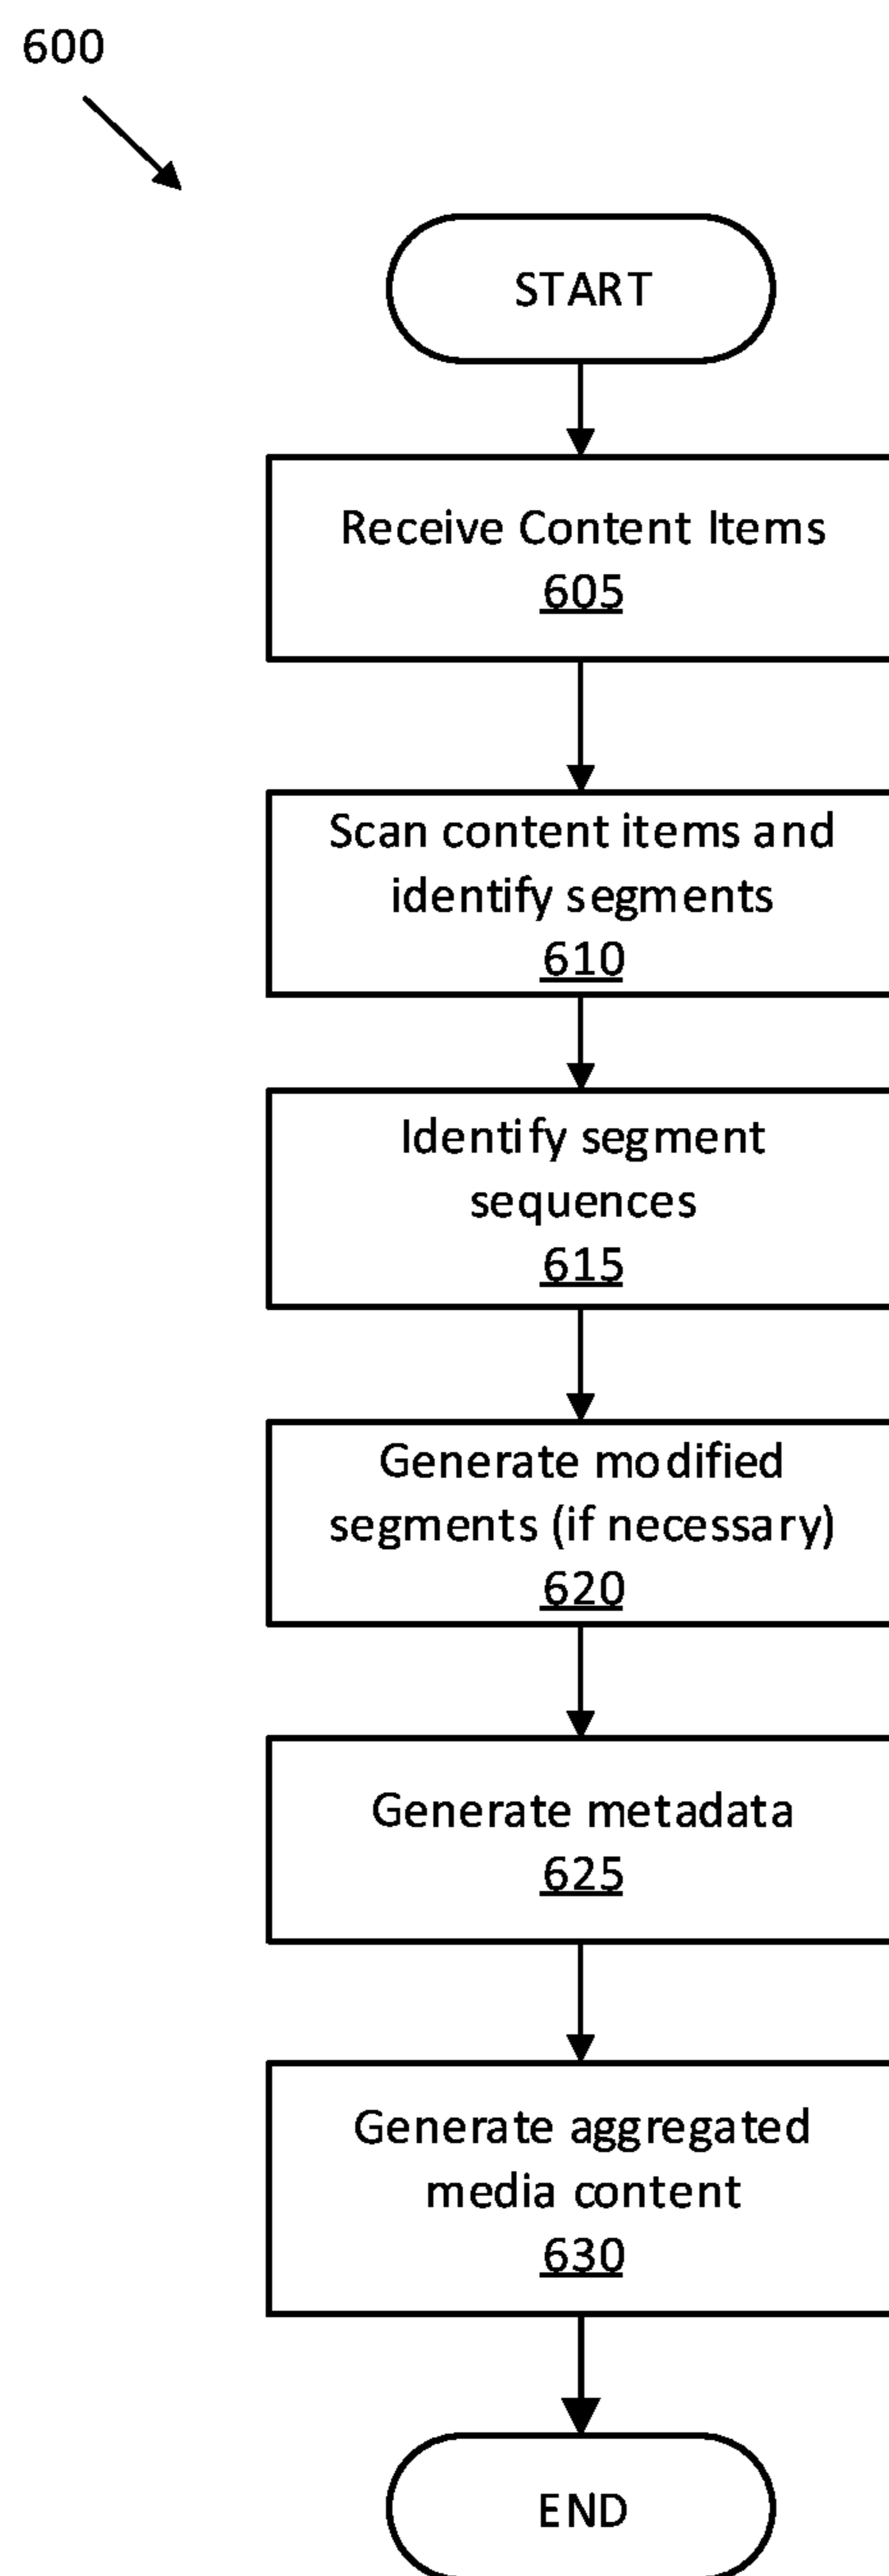 600
START
Receive Content Items
605
Scan content items and
identify segments
610
Identify segment
sequences
615
Generate modified
segments (if necessary)
620
Generate metadata
625
Generate aggregated
media content
630
END